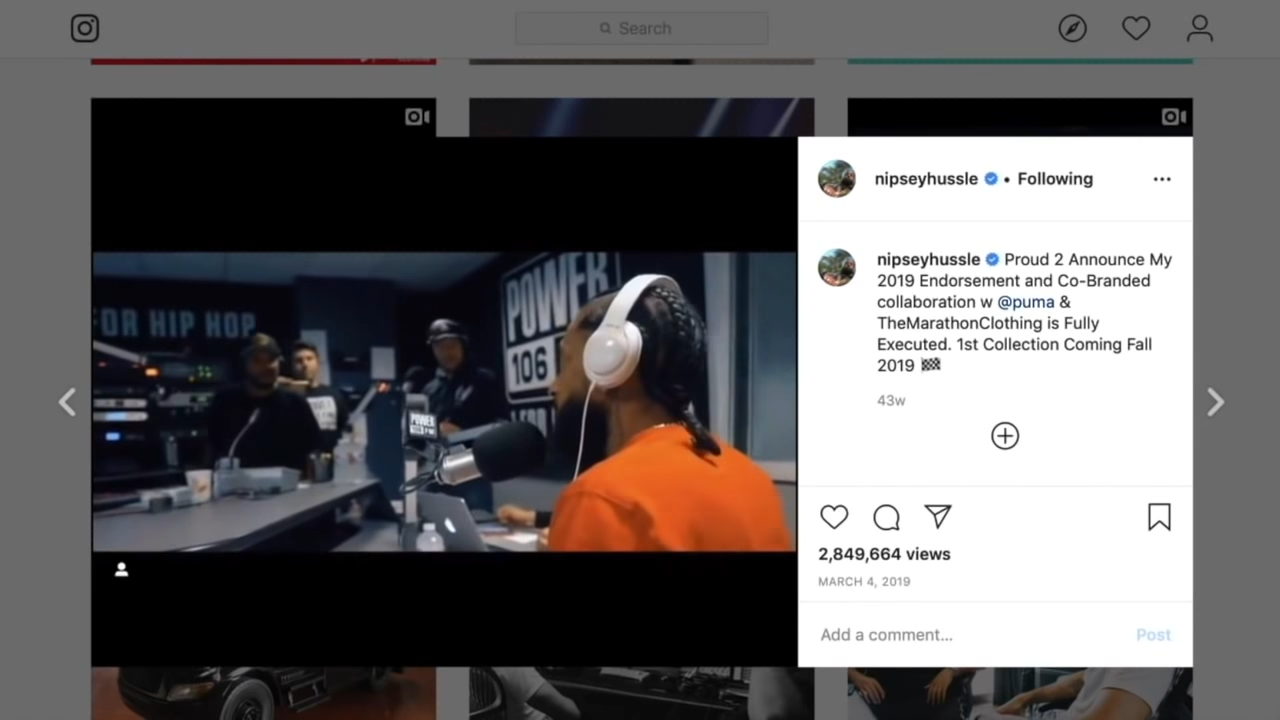 Search
nipseyhussle • Following
nipseyhussle Proud 2 Announce My
2019 Endorsement and Co-Branded
collaboration w @puma &
TheMarathonClothing is Fully
Executed. 1st Collection Coming Fall
2019 🏁
43w
2,849,664 views
MARCH 4, 2019
Add a comment... Post
FOR HIP HOP
POWER
106
POWER